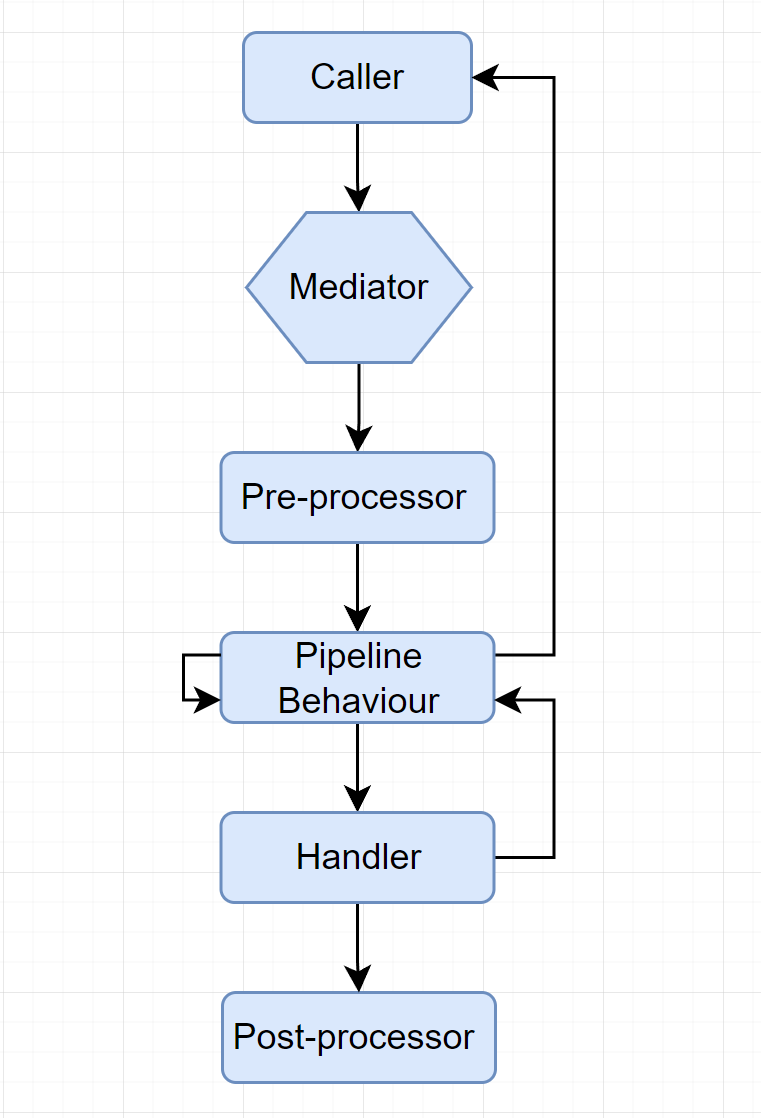 Caller
Mediator
Pre-processor
Pipeline
Behaviour
Handler
Post-processor